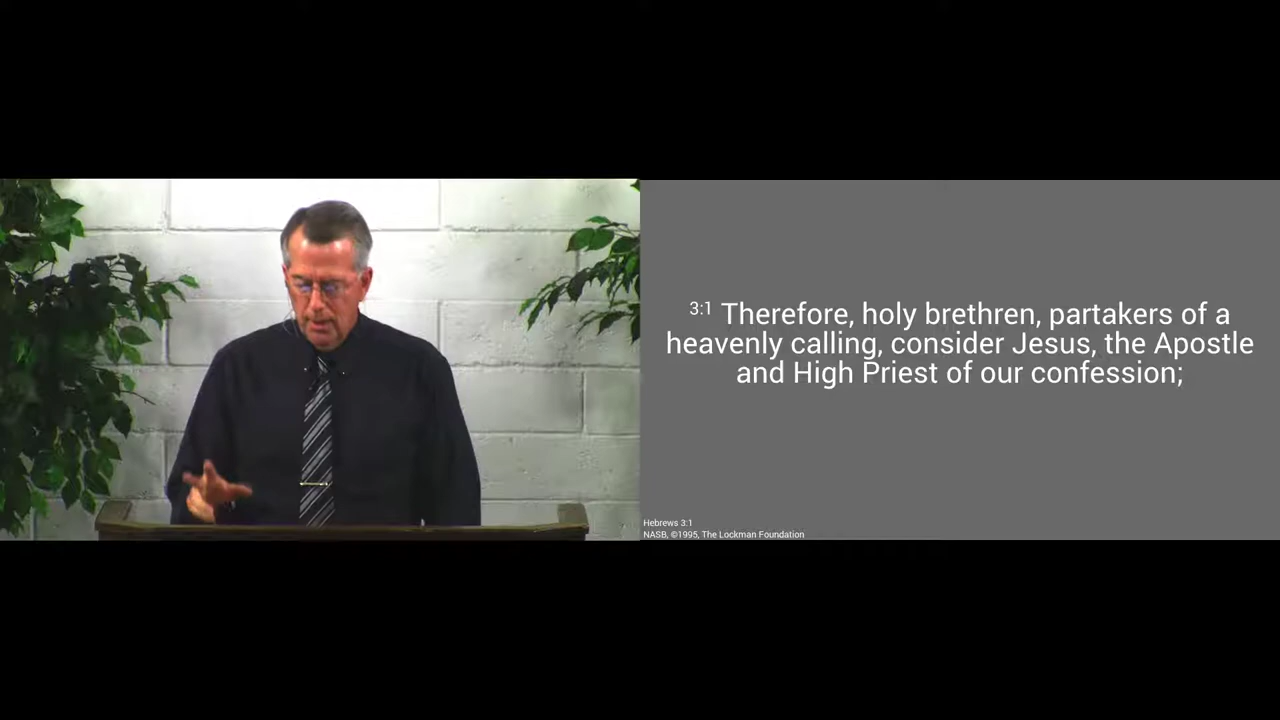 3:1 Therefore, holy brethren, partakers of a
heavenly calling, consider Jesus, the Apostle
and High Priest of our confession;
Hebrews 3:1
NASB, ©1995, The Lockman Foundation